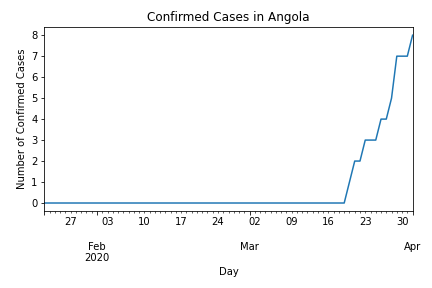 Confirmed Cases in Angola
Number of Confirmed Cases
8
7
6
5
4
3
2
1
0
27 03 10 17 24 02 09 16 23 30
Feb Mar Apr
2020
Day